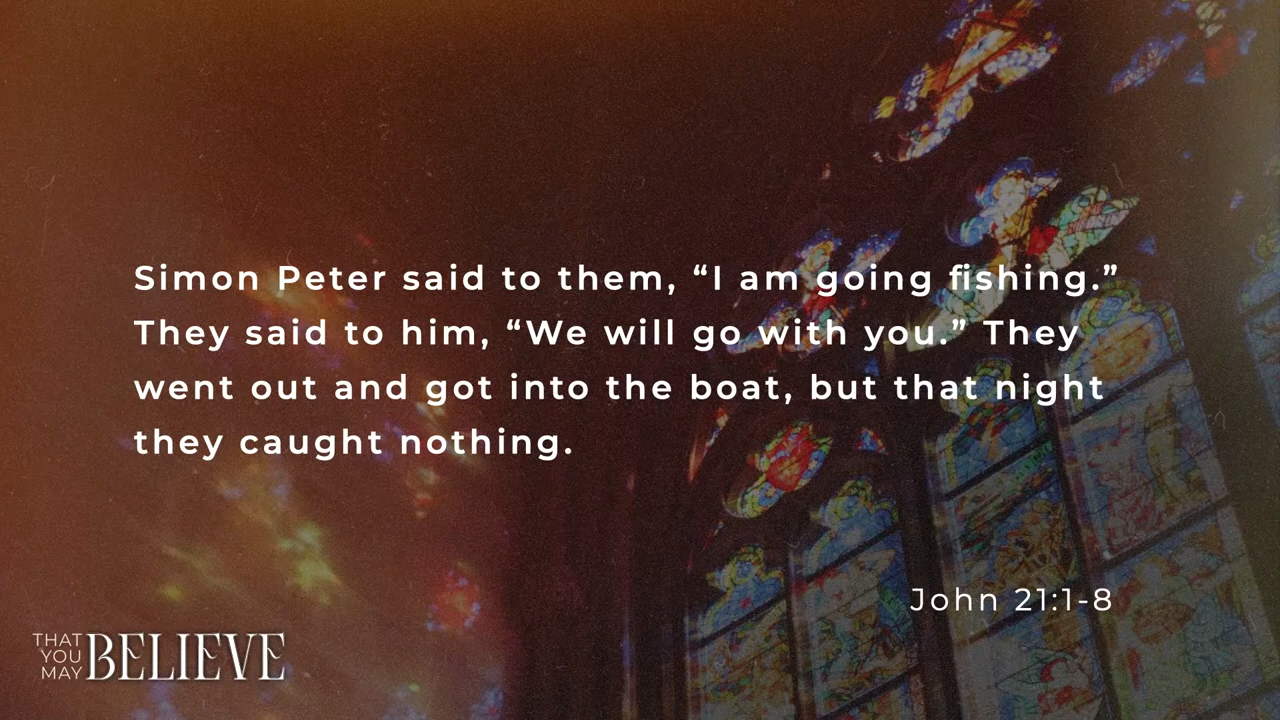 Simon Peter said to them, “I am going fishing.”
They said to him, “We will go with you.” They
went out and got into the boat, but that night
they caught nothing.
John 21:1-8
THAT
YOU
MAY
BELIEVE